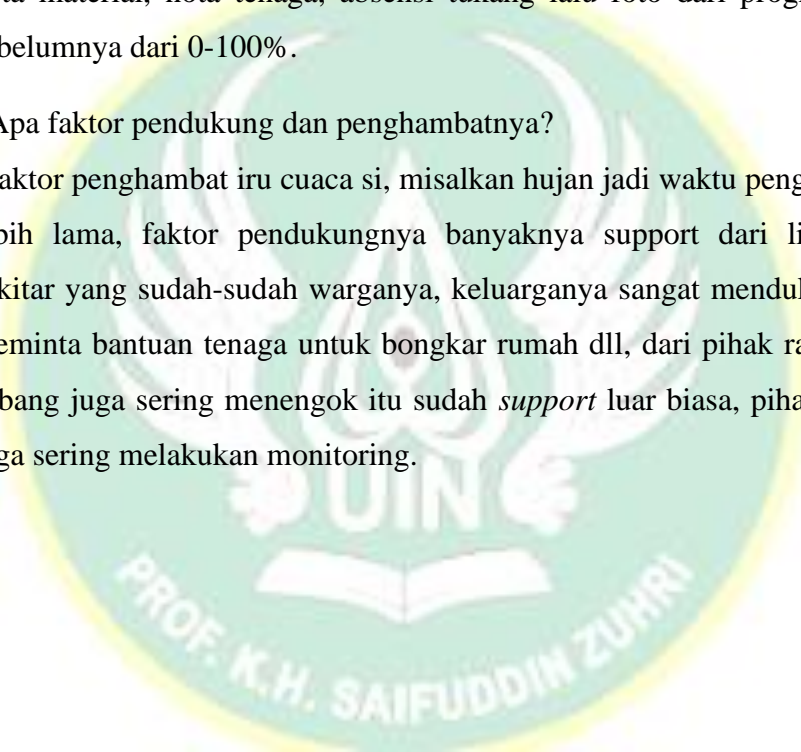 material, nota tenaga, absensi tukang lalu foto dari
belumnya dari 0-100%.
Apa faktor pendukung dan penghambatnya?
aktor penghambat iru cuaca si, misalkan hujan jadi waktu peng
bih lama, faktor pendukungnya banyaknya support dari li
kitar yang sudah-sudah warganya, keluarganya sangat menduk
eminta bantuan tenaga untuk bongkar rumah dll, dari pihak ra
bang juga sering menengok itu sudah support luar biasa, piha
ga sering melakukan monitoring.
UIN
PROF. K.H. SAIFUDDIN ZUHRI